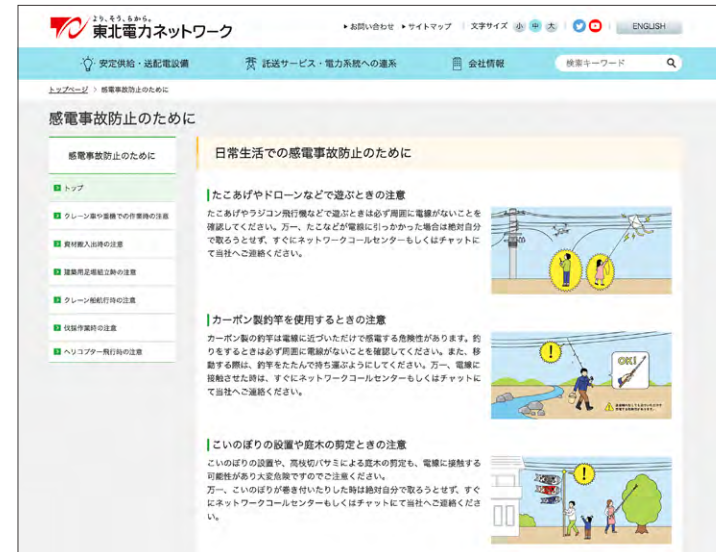 より、そう、ちから。
東北電力ネットワーク
お問い合わせ
サイトマップ
文字サイズ 小 中 大
ENGLISH
安定供給・送配電設備
託送サービス・電力系統への連系
会社情報
検索キーワード
トップページ > 感電事故防止のために
感電事故防止のために
感電事故防止のために
トップ
クレーン車や重機での作業時の注意
資材搬入出時の注意
建築用足場組立時の注意
クレーン船航行時の注意
伐採作業時の注意
ヘリコプター飛行時の注意
日常生活での感電事故防止のために
たこあげやドローンなどで遊ぶときの注意
たこあげやラジコン飛行機などで遊ぶときは必ず周囲に電線がないことを
確認してください。万一、たこなどが電線に引っかかった場合は絶対自分
で取ろうとせず、すぐにネットワークコールセンターもしくはチャットに
て当社へご連絡ください。
カーボン製釣竿を使用するときの注意
カーボン製の釣竿は電線に近づいただけで感電する危険性があります。釣
りをするときは必ず周囲に電線がないことを確認してください。また、移
動する際は、釣竿をたたんで持ち運ぶようにしてください。万一、電線に
接触させた時は、すぐにネットワークコールセンターもしくはチャットに
て当社へご連絡ください。
!
OK!
こいのぼりの設置や庭木の剪定ときの注意
こいのぼりの設置や、高枝切バサミによる庭木の剪定も、電線に接触する
可能性があり大変危険ですのでご注意ください。
万一、こいのぼりが巻き付いたりした時は絶対自分で取ろうとせず、すぐ
にネットワークコールセンターもしくはチャットにて当社へご連絡くださ
い。
!